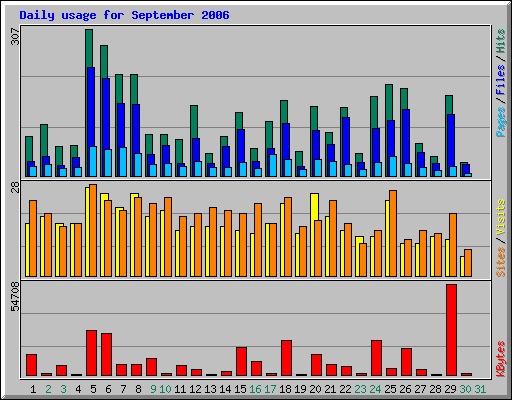 Daily usage for September 2006
307
Pages / Files / Hits
28
Sites / Visits
54708
KBytes
1 2 3 4 5 6 7 8 9 10 11 12 13 14 15 16 17 18 19 20 21 22 23 24 25 26 27 28 29 30 31